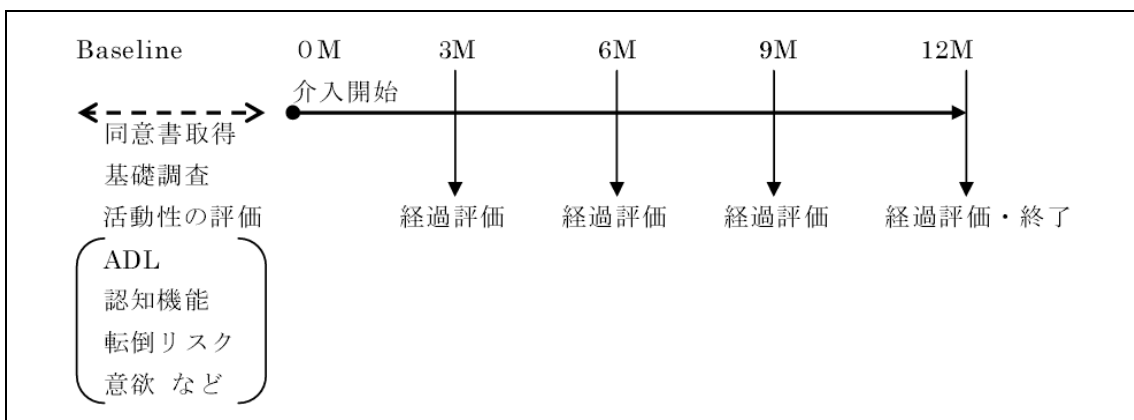 Baseline 0M 3M 6M 9M 12M
介入開始
同意書取得
基礎調査
活動性の評価 経過評価 経過評価 経過評価 経過評価・終了
ADL
認知機能
転倒リスク
意欲 など